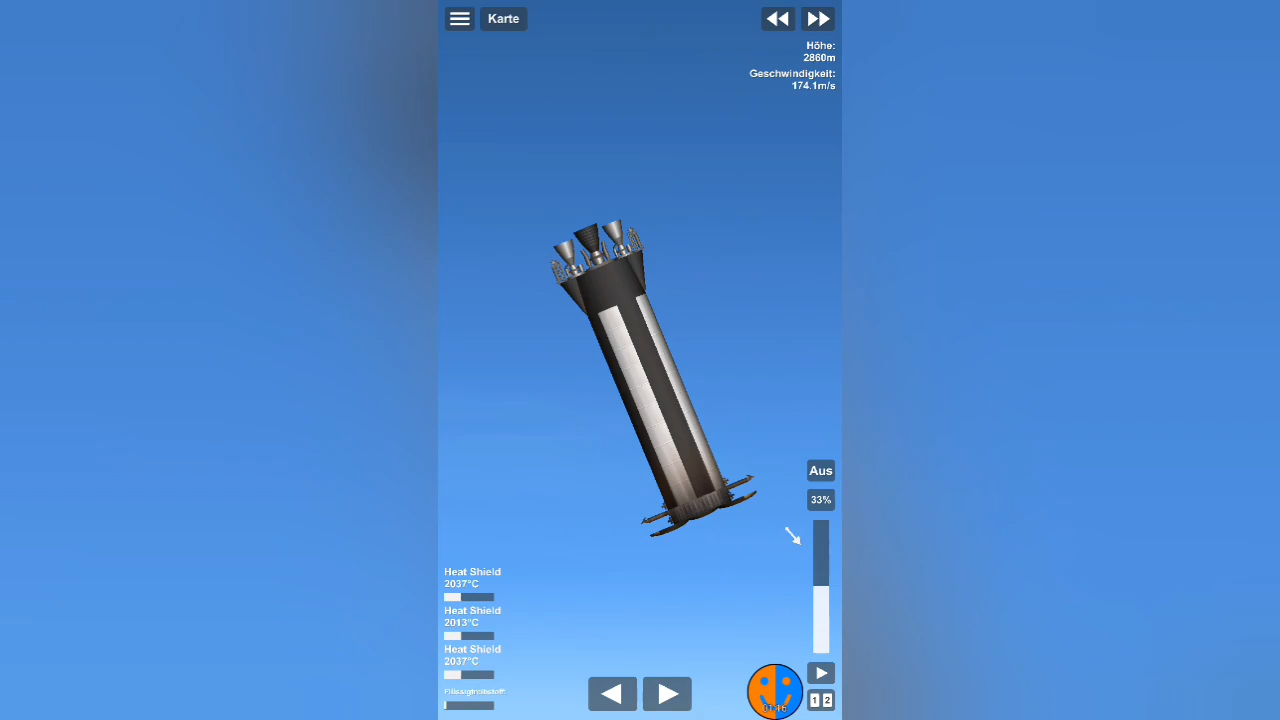 Karte
Höhe:
2860m
Geschwindigkeit:
174.1m/s
Aus
33%
Heat Shield
2037°C
Heat Shield
2013°C
Heat Shield
2037°C
1 2